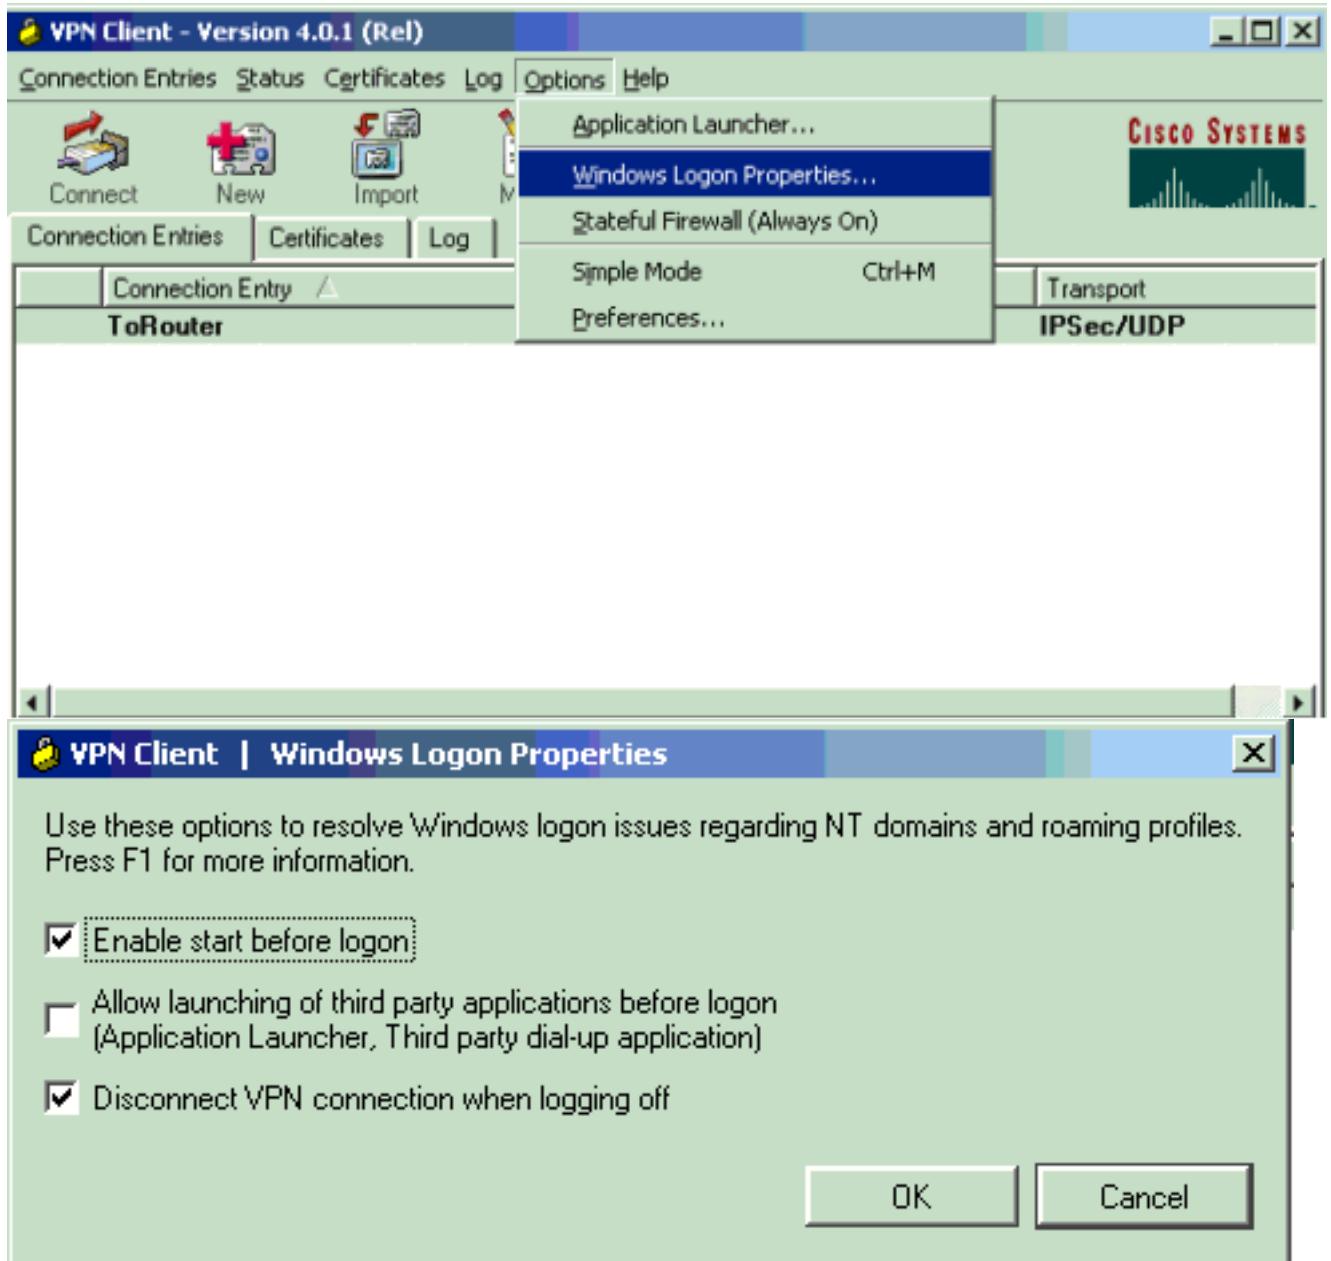 VPN Client - Version 4.0.1 (Rel)
Connection Entries Status Certificates Log Options Help
Application Launcher...
Windows Logon Properties...
Stateful Firewall (Always On)
Simple Mode Ctrl+M
Preferences...
Connect New Import
CISCO SYSTEMS
Connection Entries Certificates Log
Connection Entry Transport
ToRouter IPSec/UDP
VPN Client | Windows Logon Properties
Use these options to resolve Windows logon issues regarding NT domains and roaming profiles.
Press F1 for more information.
Enable start before logon
Allow launching of third party applications before logon
(Application Launcher, Third party dial-up application)
Disconnect VPN connection when logging off
OK Cancel